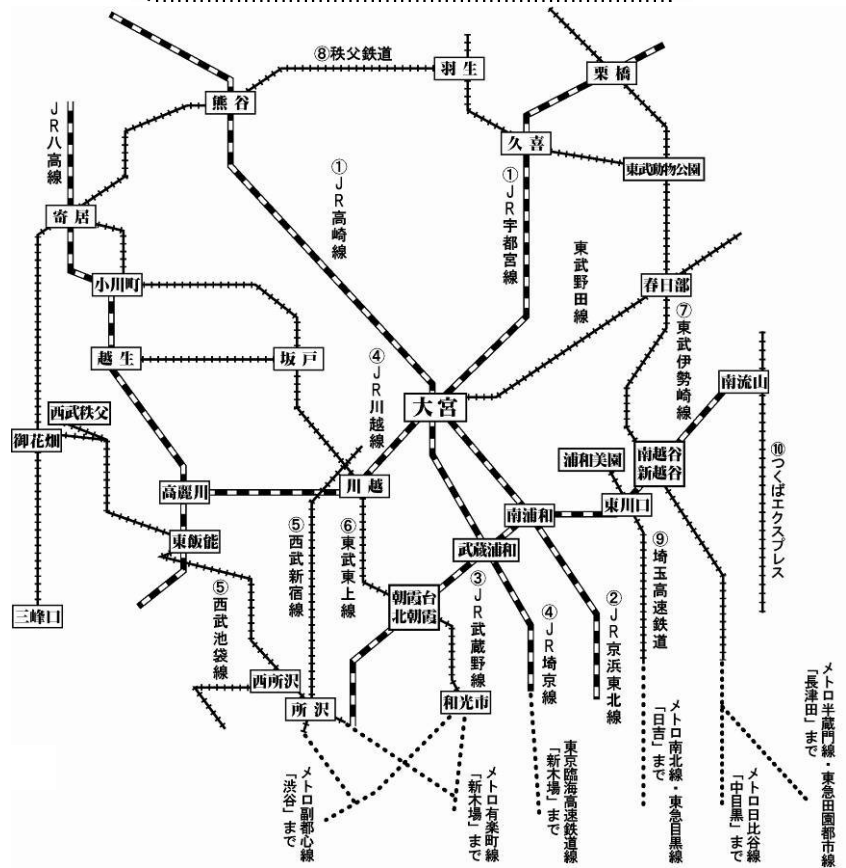 ⑧秩父鉄道
羽生
栗橋
熊谷
久喜
JR八高線
東武動物公園
①JR高崎線
①JR宇都宮線
寄居
東武野田線
小川町
春日部
⑦東武伊勢崎線
越生
坂戸
④JR川越線
南流山
大宮
西武秩父
御花畑
浦和美園
南越谷
新越谷
⑩つくばエクスプレス
高麗川
川越
東川口
南浦和
東飯能
武蔵浦和
⑤西武新宿線
⑥東武東上線
⑨埼玉高速鉄道
三峰口
⑤西武池袋線
朝霞台
北朝霞
③JR武蔵野線
④JR埼京線
②JR京浜東北線
西所沢
所沢
和光市
メトロ副都心線
「渋谷」まで
メトロ有楽町線
「新木場」まで
東京臨海高速鉄道線
「新木場」まで
メトロ南北線・東急目黒線
「日吉」まで
メトロ日比谷線
「中目黒」まで
メトロ半蔵門線・東急田園都市線
「長津田」まで